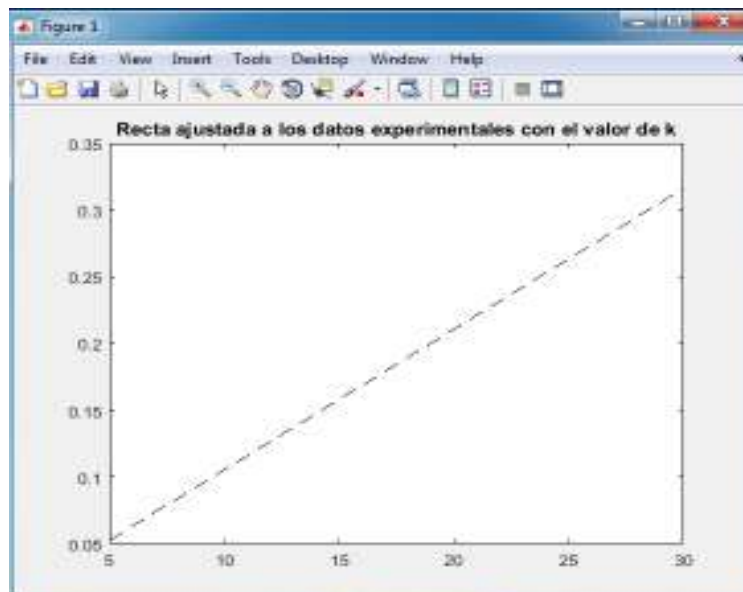 Figure 1
File Edit View Insert Tools Desktop Window Help
Recta ajustada a los datos experimentales con el valor de k
0.35
0.3
0.25
0.2
0.15
0.1
0.05
5 10 15 20 25 30